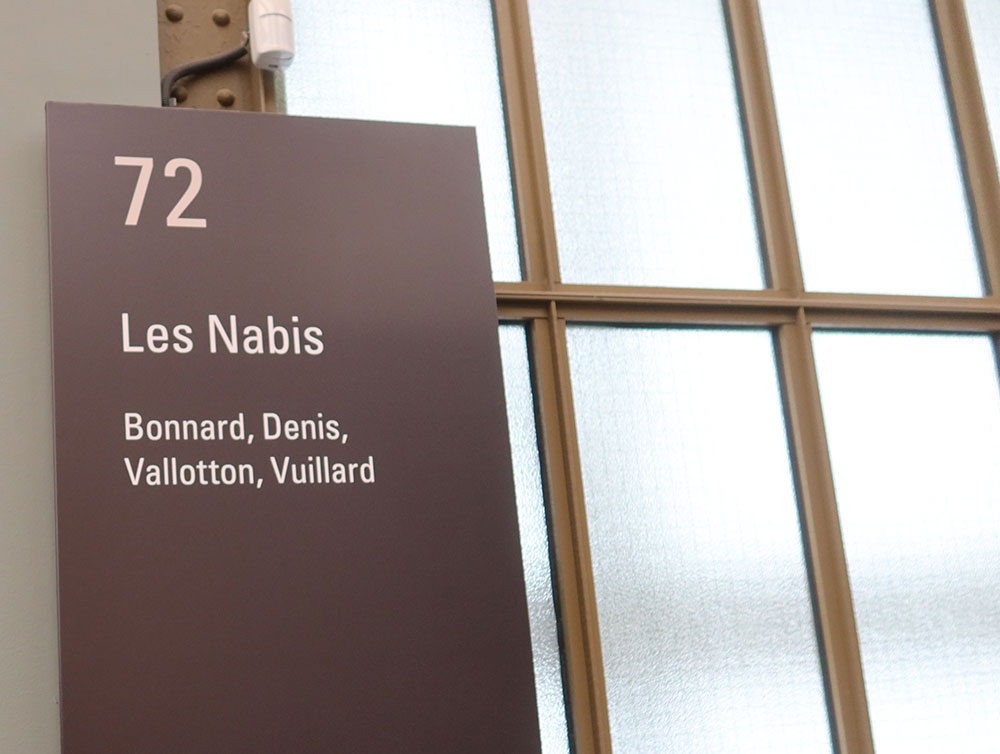 72
Les Nabis
Bonnard, Denis,
Vallotton, Vuillard